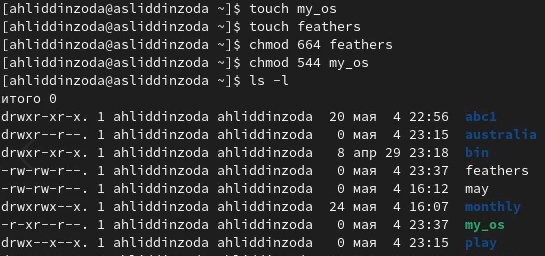 [ahliddinzoda@asliddinzoda ~]$ touch my_os
[ahliddinzoda@asliddinzoda ~]$ touch feathers
[ahliddinzoda@asliddinzoda ~]$ chmod 664 feathers
[ahliddinzoda@asliddinzoda ~]$ chmod 544 my_os
[ahliddinzoda@asliddinzoda ~]$ ls -l
итого 0
drwxr-xr-x. 1 ahliddinzoda ahliddinzoda 20 мая 4 22:56 abc1
drwxr--r--. 1 ahliddinzoda ahliddinzoda 0 мая 4 23:15 australia
drwxr-xr-x. 1 ahliddinzoda ahliddinzoda 8 апр 29 23:18 bin
-rw-rw-r--. 1 ahliddinzoda ahliddinzoda 0 мая 4 23:37 feathers
-rw-rw-r--. 1 ahliddinzoda ahliddinzoda 0 мая 4 16:12 may
drwxrwx--x. 1 ahliddinzoda ahliddinzoda 24 мая 4 16:07 monthly
-r-xr--r--. 1 ahliddinzoda ahliddinzoda 0 мая 4 23:37 my_os
drwx--x--x. 1 ahliddinzoda ahliddinzoda 0 мая 4 23:15 play